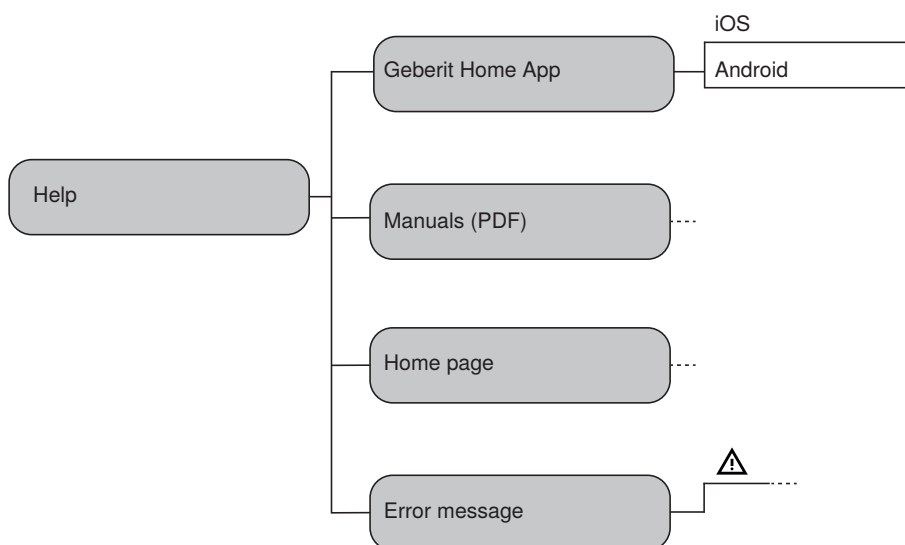 iOS
Geberit Home App
Android
Help
Manuals (PDF)
Home page
Error message